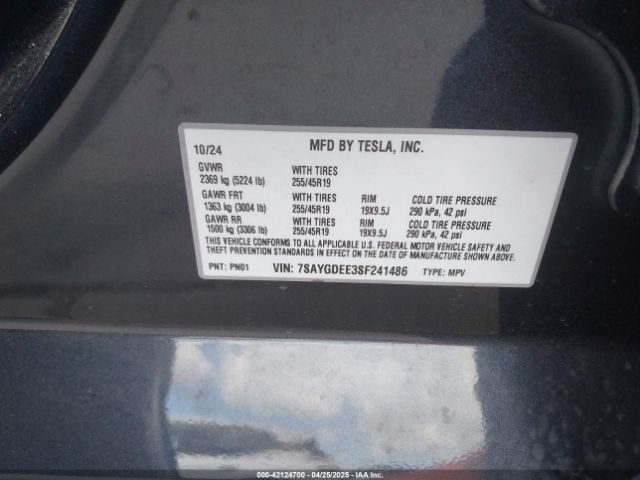 10/24 MFD BY TESLA, INC.
GVWR WITH TIRES
2369 kg (5224 lb) 255/45R19
GAWR FRT WITH TIRES RIM COLD TIRE PRESSURE
1363 kg (3004 lb) 255/45R19 19X9.5J 290 kPa, 42 psi
GAWR RR WITH TIRES RIM COLD TIRE PRESSURE
1500 kg (3306 lb) 255/45R19 19X9.5J 290 kPa, 42 psi
THIS VEHICLE CONFORMS TO ALL APPLICABLE U.S. FEDERAL MOTOR VEHICLE SAFETY AND
THEFT PREVENTION STANDARDS IN EFFECT ON THE DATE OF MANUFACTURE SHOWN ABOVE.
PNT: PN01 VIN: 7SAYGDEE3SF241486 TYPE: MPV
000-42124700 - 04/25/2025 - IAAI.COM